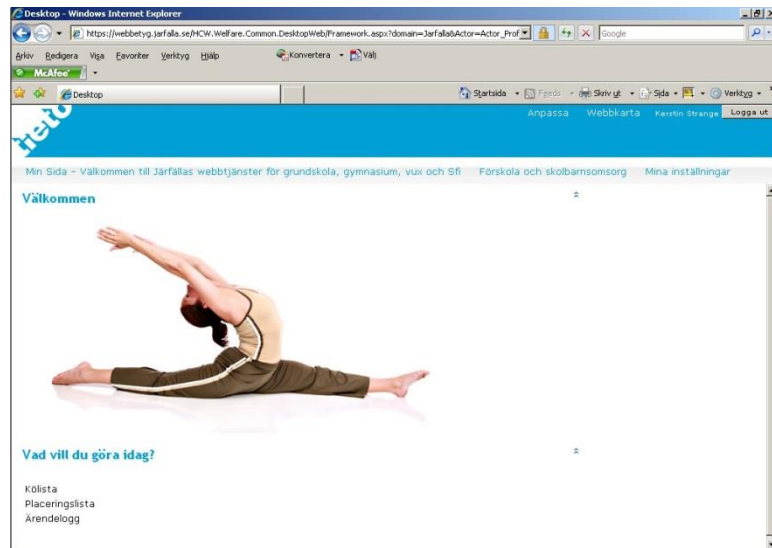 Desktop - Windows Internet Explorer
https://webbetyg.jarfalla.se/HCW.Welfare.Common.DesktopWeb/Framework.aspx?domain=Jarfalla&Actor=Actor_Prof
Google
Arkiv Redigera Visa Favoriter Verktyg Hjälp Konvertera Välj
McAfee
Desktop Startsida Feeds Skriv ut Sida Verktyg
Anpassa Webbkarta Kerstin Strange Logga ut
tieto
Min Sida - Välkommen till Järfällas webbtjänster för grundskola, gymnasium, vux och Sfi Förskola och skolbarnsomsorg Mina inställningar
Välkommen
Vad vill du göra idag?
Kölista
Placeringslista
Ärendelogg